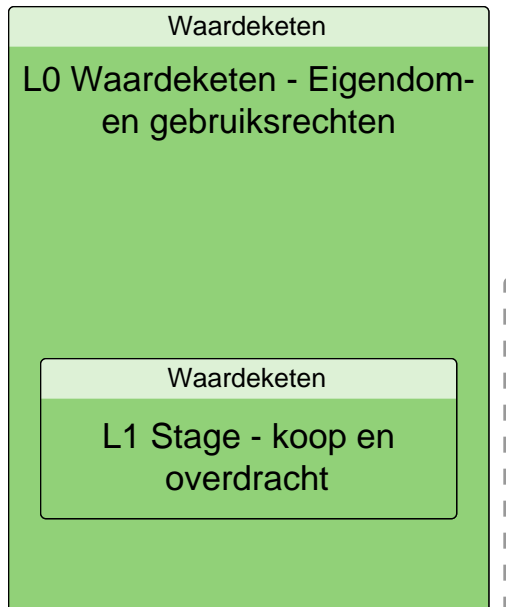 Waardeketen
L0 Waardeketen - Eigendom-
en gebruiksrechten
Waardeketen
L1 Stage - koop en
overdracht